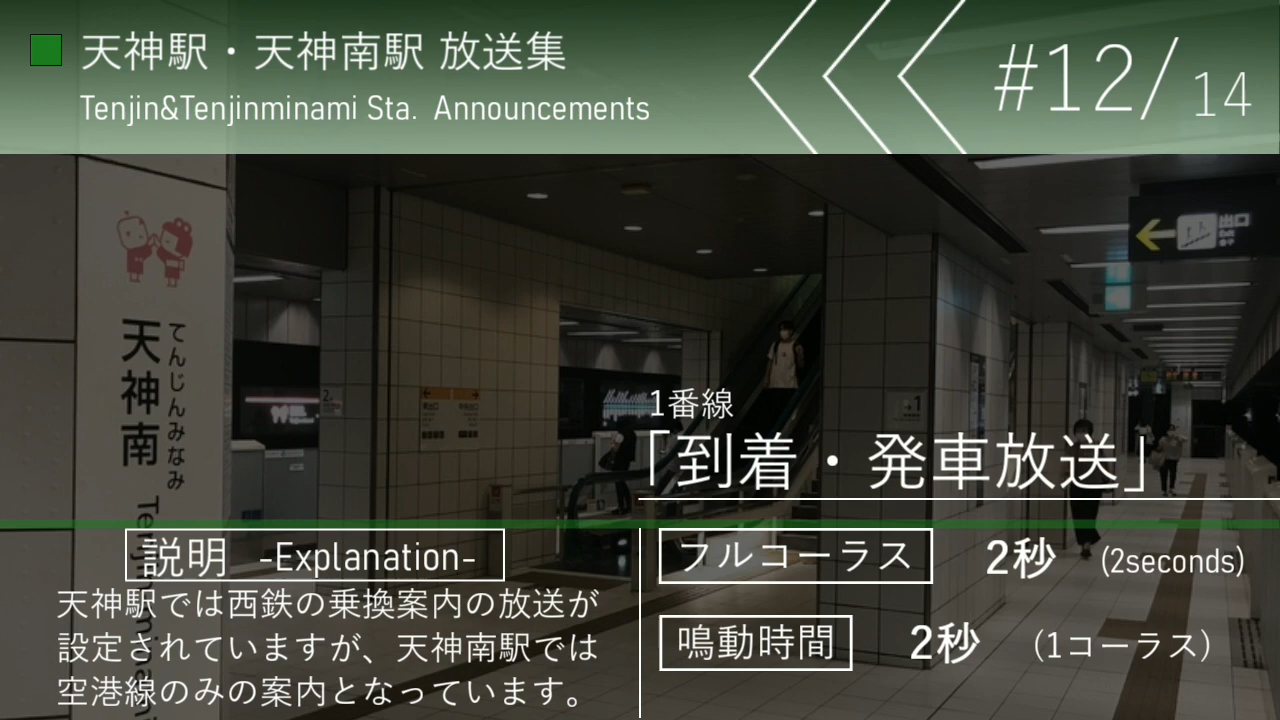 天神駅・天神南駅 放送集
Tenjin&Tenjinminami Sta. Announcements
#12/14
出口
Exit
てんじんみなみ
天神南
1番線
「到着・発車放送」
説明 -Explanation-
天神駅では西鉄の乗換案内の放送が
設定されていますが、天神南駅では
空港線のみの案内となっています。
フルコーラス 2秒 (2seconds)
鳴動時間 2秒 (1コーラス)